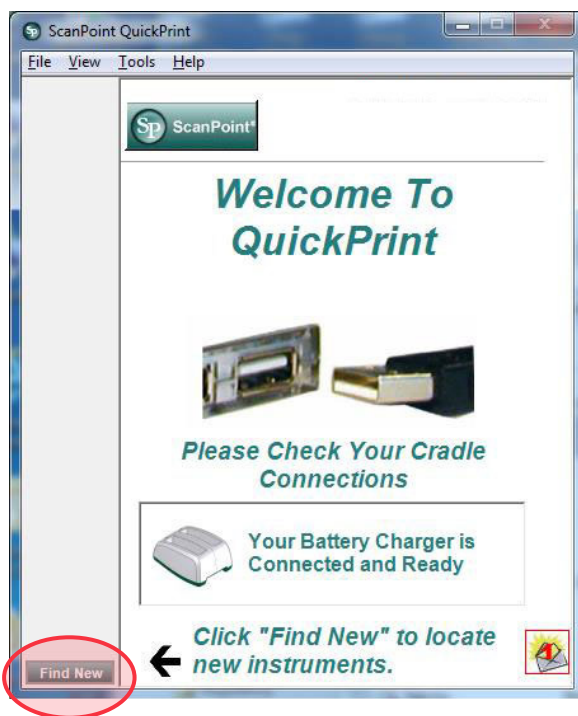 ScanPoint QuickPrint
File View Tools Help
Sp ScanPoint®
Welcome To
QuickPrint
Please Check Your Cradle
Connections
Your Battery Charger is
Connected and Ready
Click "Find New" to locate
new instruments.
Find New